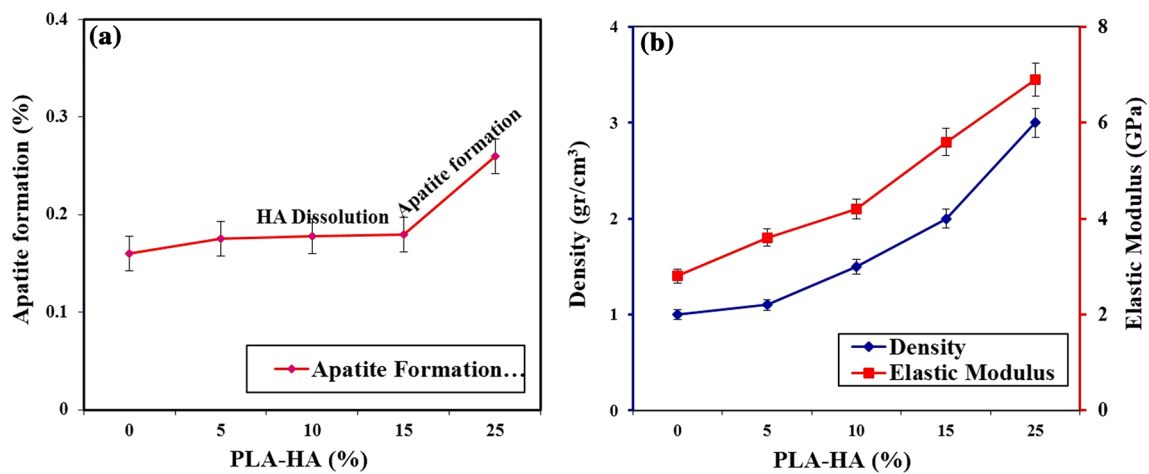 (a)
Apatite formation (%)
0.4
0.3
0.2
0.1
0
HA Dissolution
Apatite formation
Apatite Formation...
0 5 10 15 25
PLA-HA (%)
(b)
Density (gr/cm³)
4
3
2
1
0
Density
Elastic Modulus
0 5 10 15 25
PLA-HA (%)
8
6
4
2
0
Elastic Modulus (GPa)